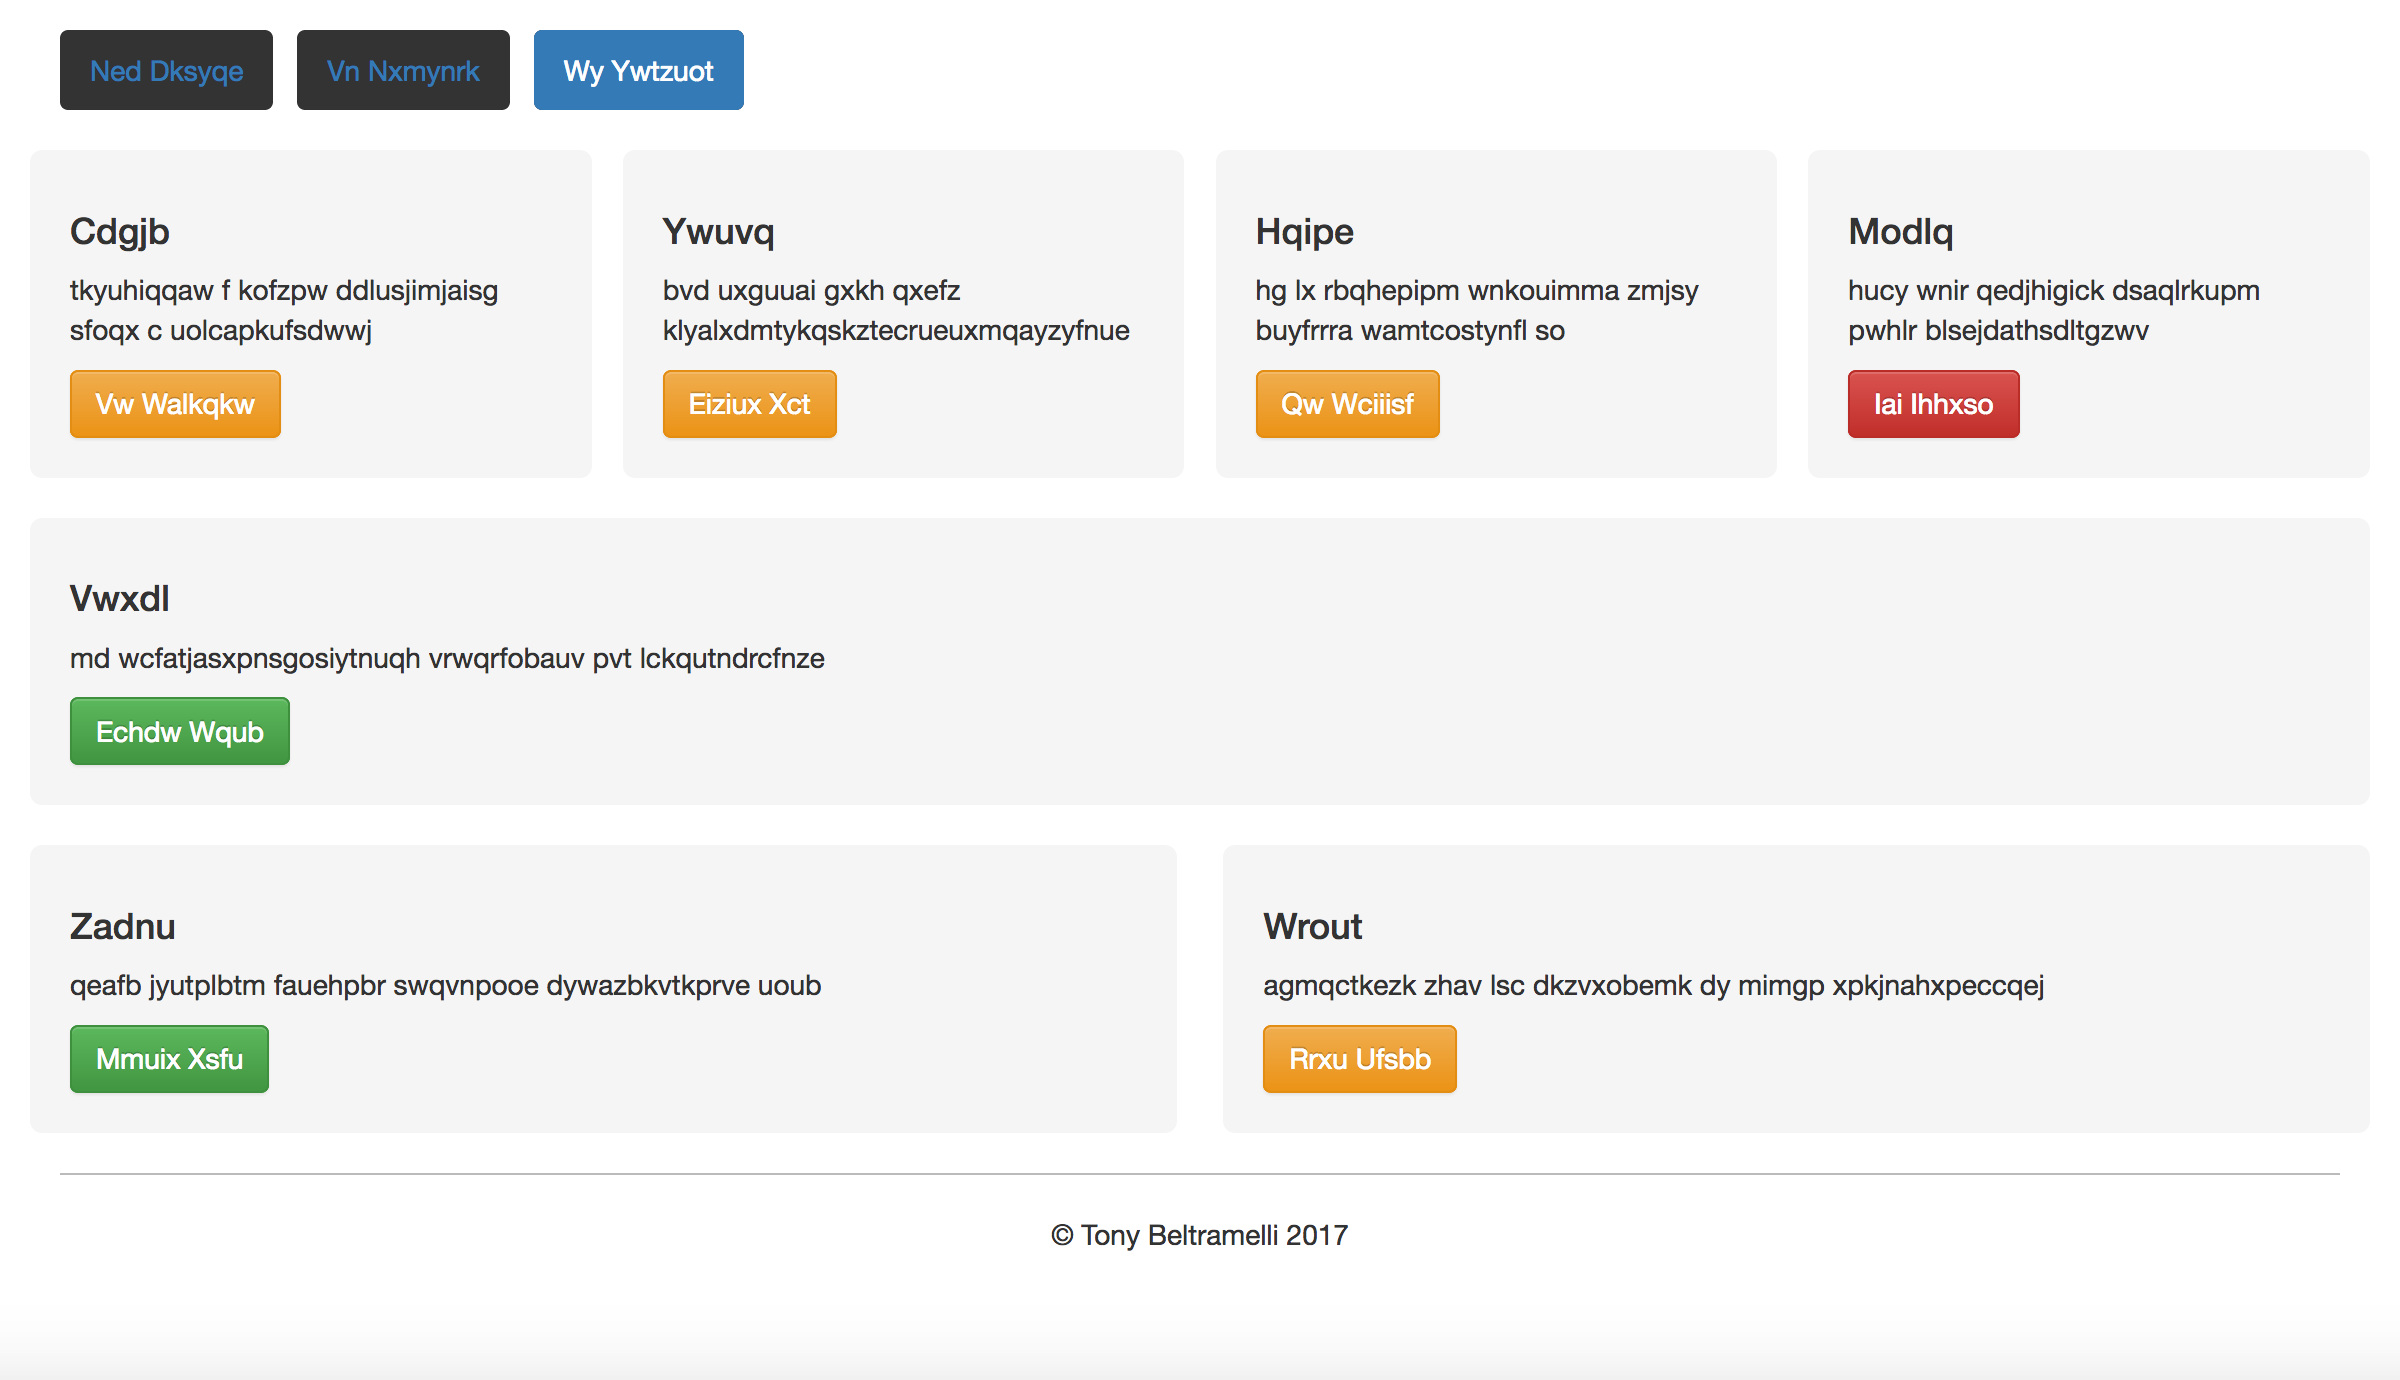 Ned Dksyqe
Vn Nxmynrk
Wy Ywtzuot
Cdgjb
tkyuhiqqaw f kofzpw ddlusjimjaisg
sfoqx c uolcapkufsdwwj
Vw Walkqkw
Ywuvq
bvd uxguuai gxkh qxefz
klyalxdmtykqskztecrueuxmqayzyfnue
Eiziux Xct
Hqipe
hg lx rbqhepipm wnkouimma zmjsy
buyfrrra wamtcostynfl so
Qw Wciiisf
Modlq
hucy wnir qedjhigick dsaqlrkupm
pwhlr blsejdathsdltgzwv
Iai Ihhxso
Vwxdl
md wcfatjasxpnsgosiytnuqh vrwqrfobauv pvt lckqutndrcfnze
Echdw Wqub
Zadnu
qeafb jyutplbtm fauehpbr swqvnpooe dywazbkvtkprve uoub
Mmuix Xsfu
Wrout
agmqctkezk zhav lsc dkzvxobemk dy mimgp xpkjnahxpeccqej
Rrxu Ufsbb
© Tony Beltramelli 2017